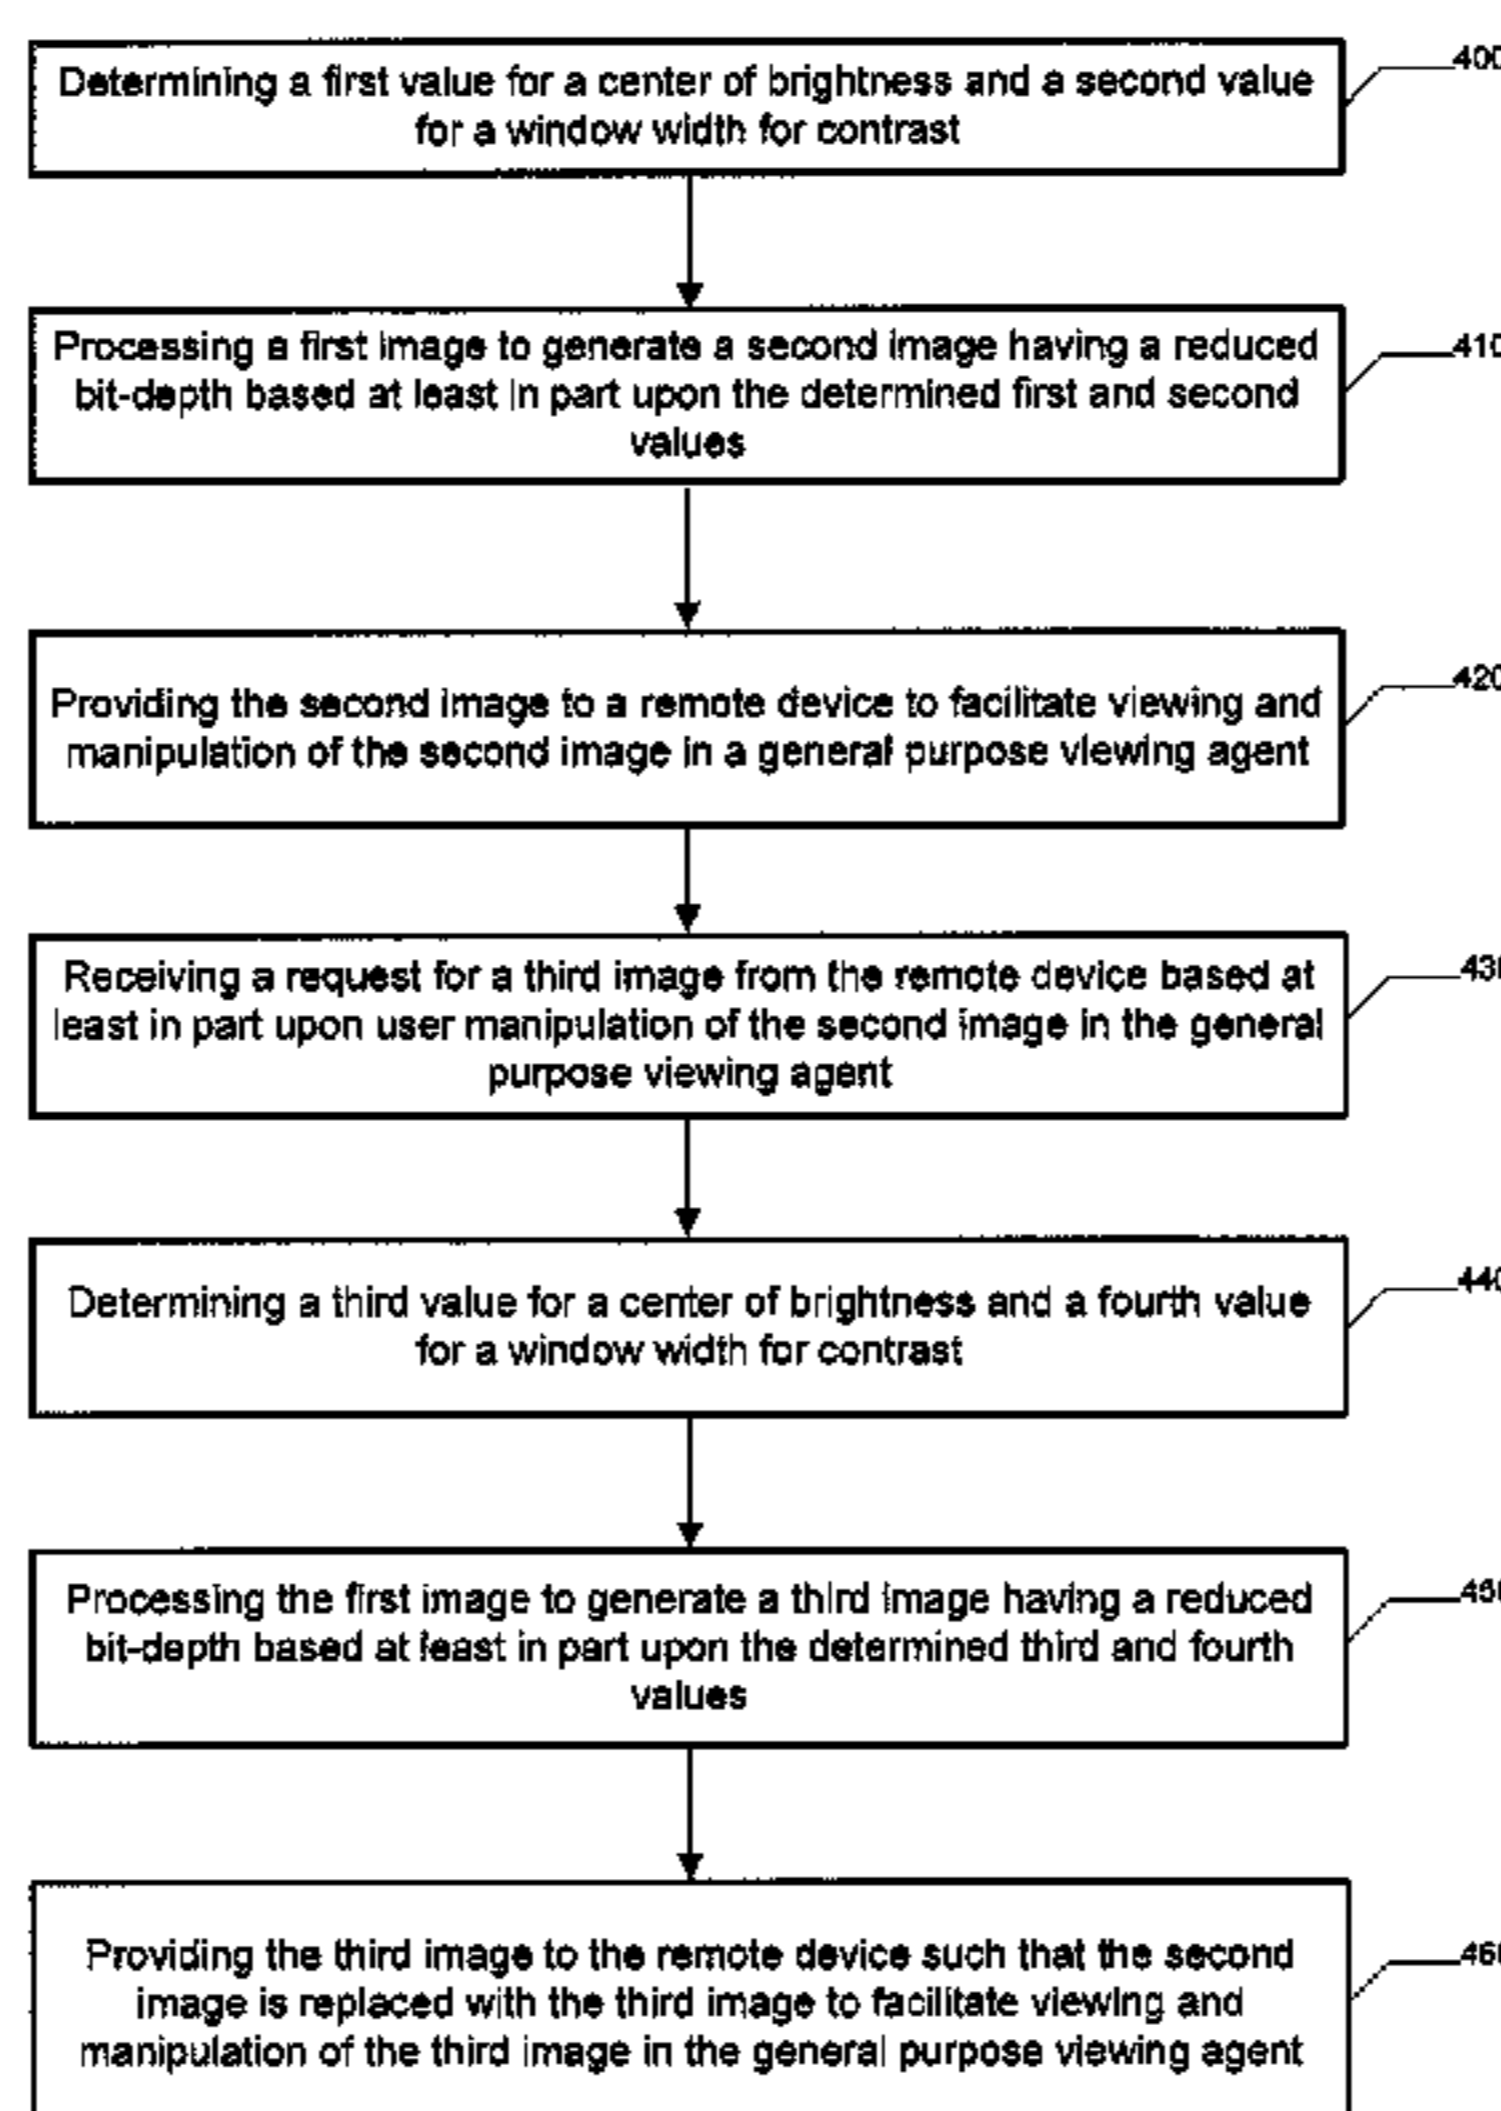 Determining a first value for a center of brightness and a second value
for a window width for contrast
400
Processing a first image to generate a second image having a reduced
bit-depth based at least in part upon the determined first and second
values
410
Providing the second image to a remote device to facilitate viewing and
manipulation of the second image in a general purpose viewing agent
420
Receiving a request for a third image from the remote device based at
least in part upon user manipulation of the second image in the general
purpose viewing agent
430
Determining a third value for a center of brightness and a fourth value
for a window width for contrast
440
Processing the first image to generate a third image having a reduced
bit-depth based at least in part upon the determined third and fourth
values
450
Providing the third image to the remote device such that the second
image is replaced with the third image to facilitate viewing and
manipulation of the third image in the general purpose viewing agent
460